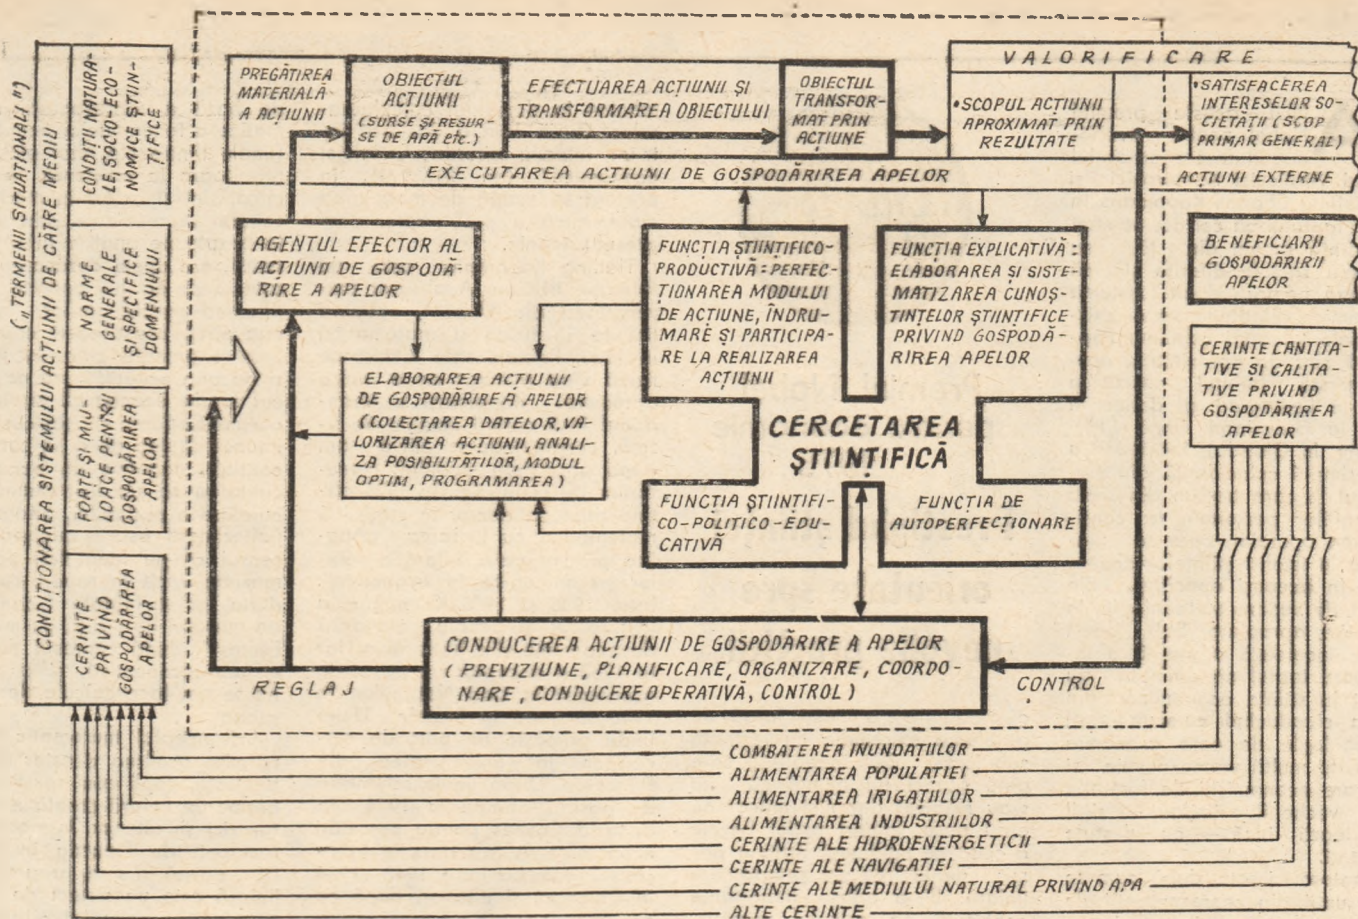 („TERMENII SITUAȚIONALI")
CONDIȚIONAREA SISTEMULUI ACȚIUNII DE CĂTRE MEDIU
CONDIȚII NATURA-
LE, SOCIO-ECO-
NOMICE ȘTIIN-
ȚIFICE
NORME
GENERALE
ȘI SPECIFICE
DOMENIULUI
FORȚE ȘI MIJ-
LOACE PENTRU
GOSPODĂRIREA
APELOR
CERINȚE
PRIVIND
GOSPODĂRIREA
APELOR
PREGĂTIREA
MATERIALĂ
A ACȚIUNII
OBIECTUL
ACȚIUNII
(SURSE ȘI RESUR-
SE DE APĂ ETC.)
EFECTUAREA ACȚIUNII ȘI
TRANSFORMAREA OBIECTULUI
OBIECTUL
TRANSFOR-
MAT PRIN
ACȚIUNE
VALORIFICARE
•SCOPUL ACȚIUNII
APROXIMAT PRIN
REZULTATE
•SATISFACEREA
INTERESELOR SO-
CIETĂȚII (SCOP
PRIMAR GENERAL)
EXECUTAREA ACȚIUNII DE GOSPODĂRIREA APELOR
ACȚIUNI EXTERNE
AGENTUL EFECTOR AL
ACȚIUNII DE GOSPODĂ-
RIRE A APELOR
FUNCȚIA ȘTIINȚIFICO-
PRODUCTIVĂ: PERFEC-
ȚIONAREA MODULUI
DE ACȚIUNE, ÎNDRU-
MARE ȘI PARTICIPA-
RE LA REALIZAREA
ACȚIUNII
FUNCȚIA EXPLICATIVĂ:
ELABORAREA ȘI SISTE-
MATIZAREA CUNOȘ-
TINȚELOR ȘTIINȚIFICE
PRIVIND GOSPODĂ-
RIREA APELOR
BENEFICIARII
GOSPODĂRIRII
APELOR
CERINȚE CANTITA-
TIVE ȘI CALITA-
TIVE PRIVIND
GOSPODĂRIREA
APELOR
ELABORAREA ACȚIUNII
DE GOSPODĂRIRE A APELOR
(COLECTAREA DATELOR, VA-
LORIZAREA ACȚIUNII, ANALI-
ZA POSIBILITĂȚILOR, MODUL
OPTIM, PROGRAMAREA)
CERCETAREA
ȘTIINȚIFICĂ
FUNCȚIA ȘTIINȚIFI-
CO-POLITICO-EDU-
CATIVĂ
FUNCȚIA DE
AUTOPERFECȚIONARE
CONDUCEREA ACȚIUNII DE GOSPODĂRIRE A APELOR
(PREVIZIUNE, PLANIFICARE, ORGANIZARE, COORDO-
NARE, CONDUCERE OPERATIVĂ, CONTROL)
REGLAJ
CONTROL
COMBATEREA INUNDAȚIILOR
ALIMENTAREA POPULAȚIEI
ALIMENTAREA IRIGAȚIILOR
ALIMENTAREA INDUSTRIILOR
CERINȚE ALE HIDROENERGETICII
CERINȚE ALE NAVIGAȚIEI
CERINȚE ALE MEDIULUI NATURAL PRIVIND APA
ALTE CERINȚE